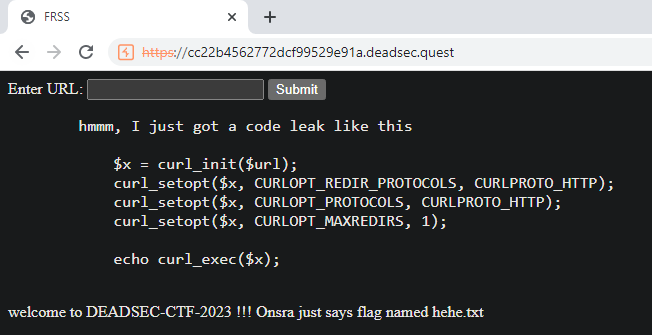 FRSS
https://cc22b4562772dcf99529e91a.deadsec.quest
Enter URL: Submit
hmmm, I just got a code leak like this
$x = curl_init($url);
curl_setopt($x, CURLOPT_REDIR_PROTOCOLS, CURLPROTO_HTTP);
curl_setopt($x, CURLOPT_PROTOCOLS, CURLPROTO_HTTP);
curl_setopt($x, CURLOPT_MAXREDIRS, 1);
echo curl_exec($x);
welcome to DEADSEC-CTF-2023 !!! Onsra just says flag named hehe.txt